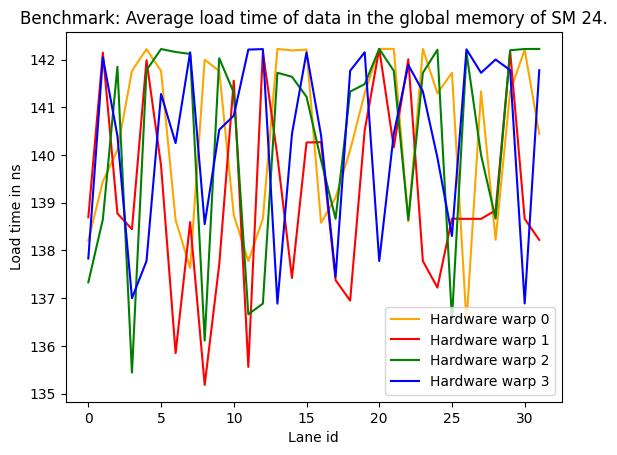 Benchmark: Average load time of data in the global memory of SM 24.
142
141
140
139
138
137
136
135
Load time in ns
Hardware warp 0
Hardware warp 1
Hardware warp 2
Hardware warp 3
0 5 10 15 20 25 30
Lane id